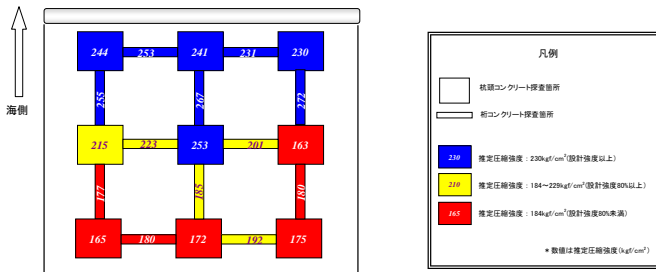 海側
244 253 241 231 230
255 267 272
215 223 253 201 163
177 185 180
165 180 172 192 175
凡例
杭頭コンクリート探査箇所
桁コンクリート探査箇所
230 推定圧縮強度：230kgf/cm²(設計強度以上)
210 推定圧縮強度：184～229kgf/cm²(設計強度80%以上)
165 推定圧縮強度：184kgf/cm²(設計強度80%未満)
＊数値は推定圧縮強度(kgf/cm²)